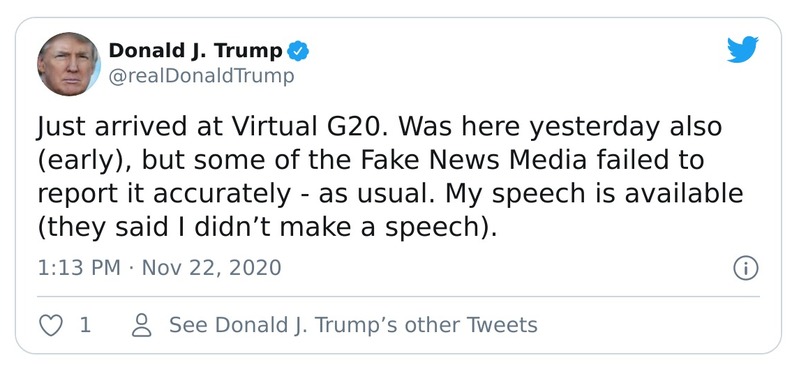 Donald J. Trump
@realDonaldTrump
Just arrived at Virtual G20. Was here yesterday also
(early), but some of the Fake News Media failed to
report it accurately - as usual. My speech is available
(they said I didn’t make a speech).
1:13 PM · Nov 22, 2020
1 See Donald J. Trump’s other Tweets